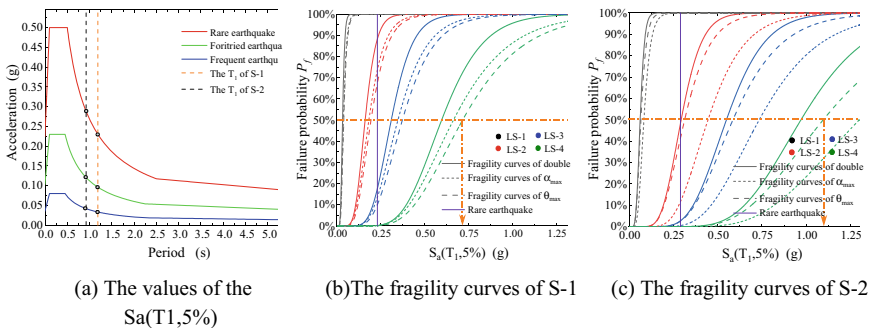 Acceleration (g)
0.50
0.45
0.40
0.35
0.30
0.25
0.20
0.15
0.10
0.05
0.00
0.0 0.5 1.0 1.5 2.0 2.5 3.0 3.5 4.0 4.5 5.0
Period (s)
Rare earthquake
Foritried earthqua
Frequent earthqu
The T1 of S-1
The T1 of S-2
(a) The values of the
Sa(T1,5%)
Failure probability Pf
100%
90%
80%
70%
60%
50%
40%
30%
20%
10%
0%
0.00 0.25 0.50 0.75 1.00 1.25
Sa(T1,5%) (g)
LS-1 LS-3
LS-2 LS-4
Fragility curves of double
Fragility curves of αmax
Fragility curves of θmax
Rare earthquake
(b)The fragility curves of S-1
Failure probability Pf
100%
90%
80%
70%
60%
50%
40%
30%
20%
10%
0%
0.00 0.25 0.50 0.75 1.00 1.25
Sa(T1,5%) (g)
LS-1 LS-3
LS-2 LS-4
Fragility curves of double
Fragility curves of αmax
Fragility curves of θmax
Rare earthquake
(c) The fragility curves of S-2